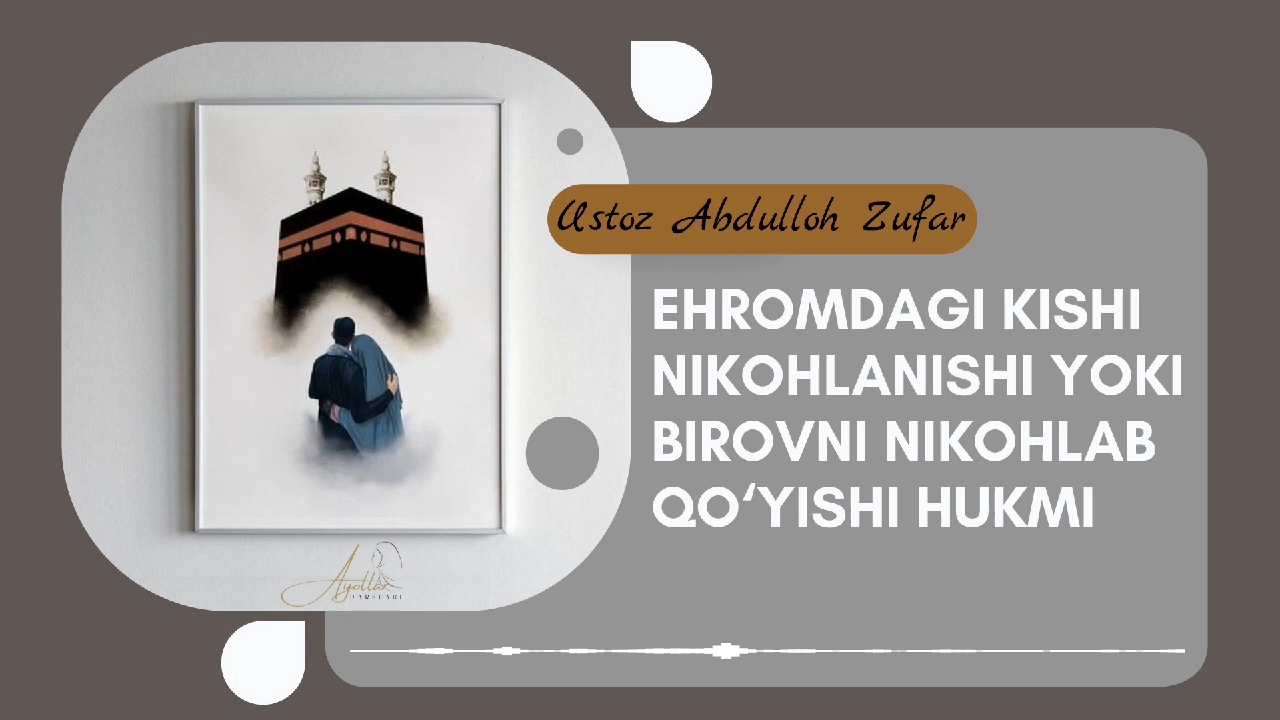 Ustoz Abdulloh Zufar
EHROMDAGI KISHI
NIKOHLANISHI YOKI
BIROVNI NIKOHLAB
QO‘YISHI HUKMI
Ayollar